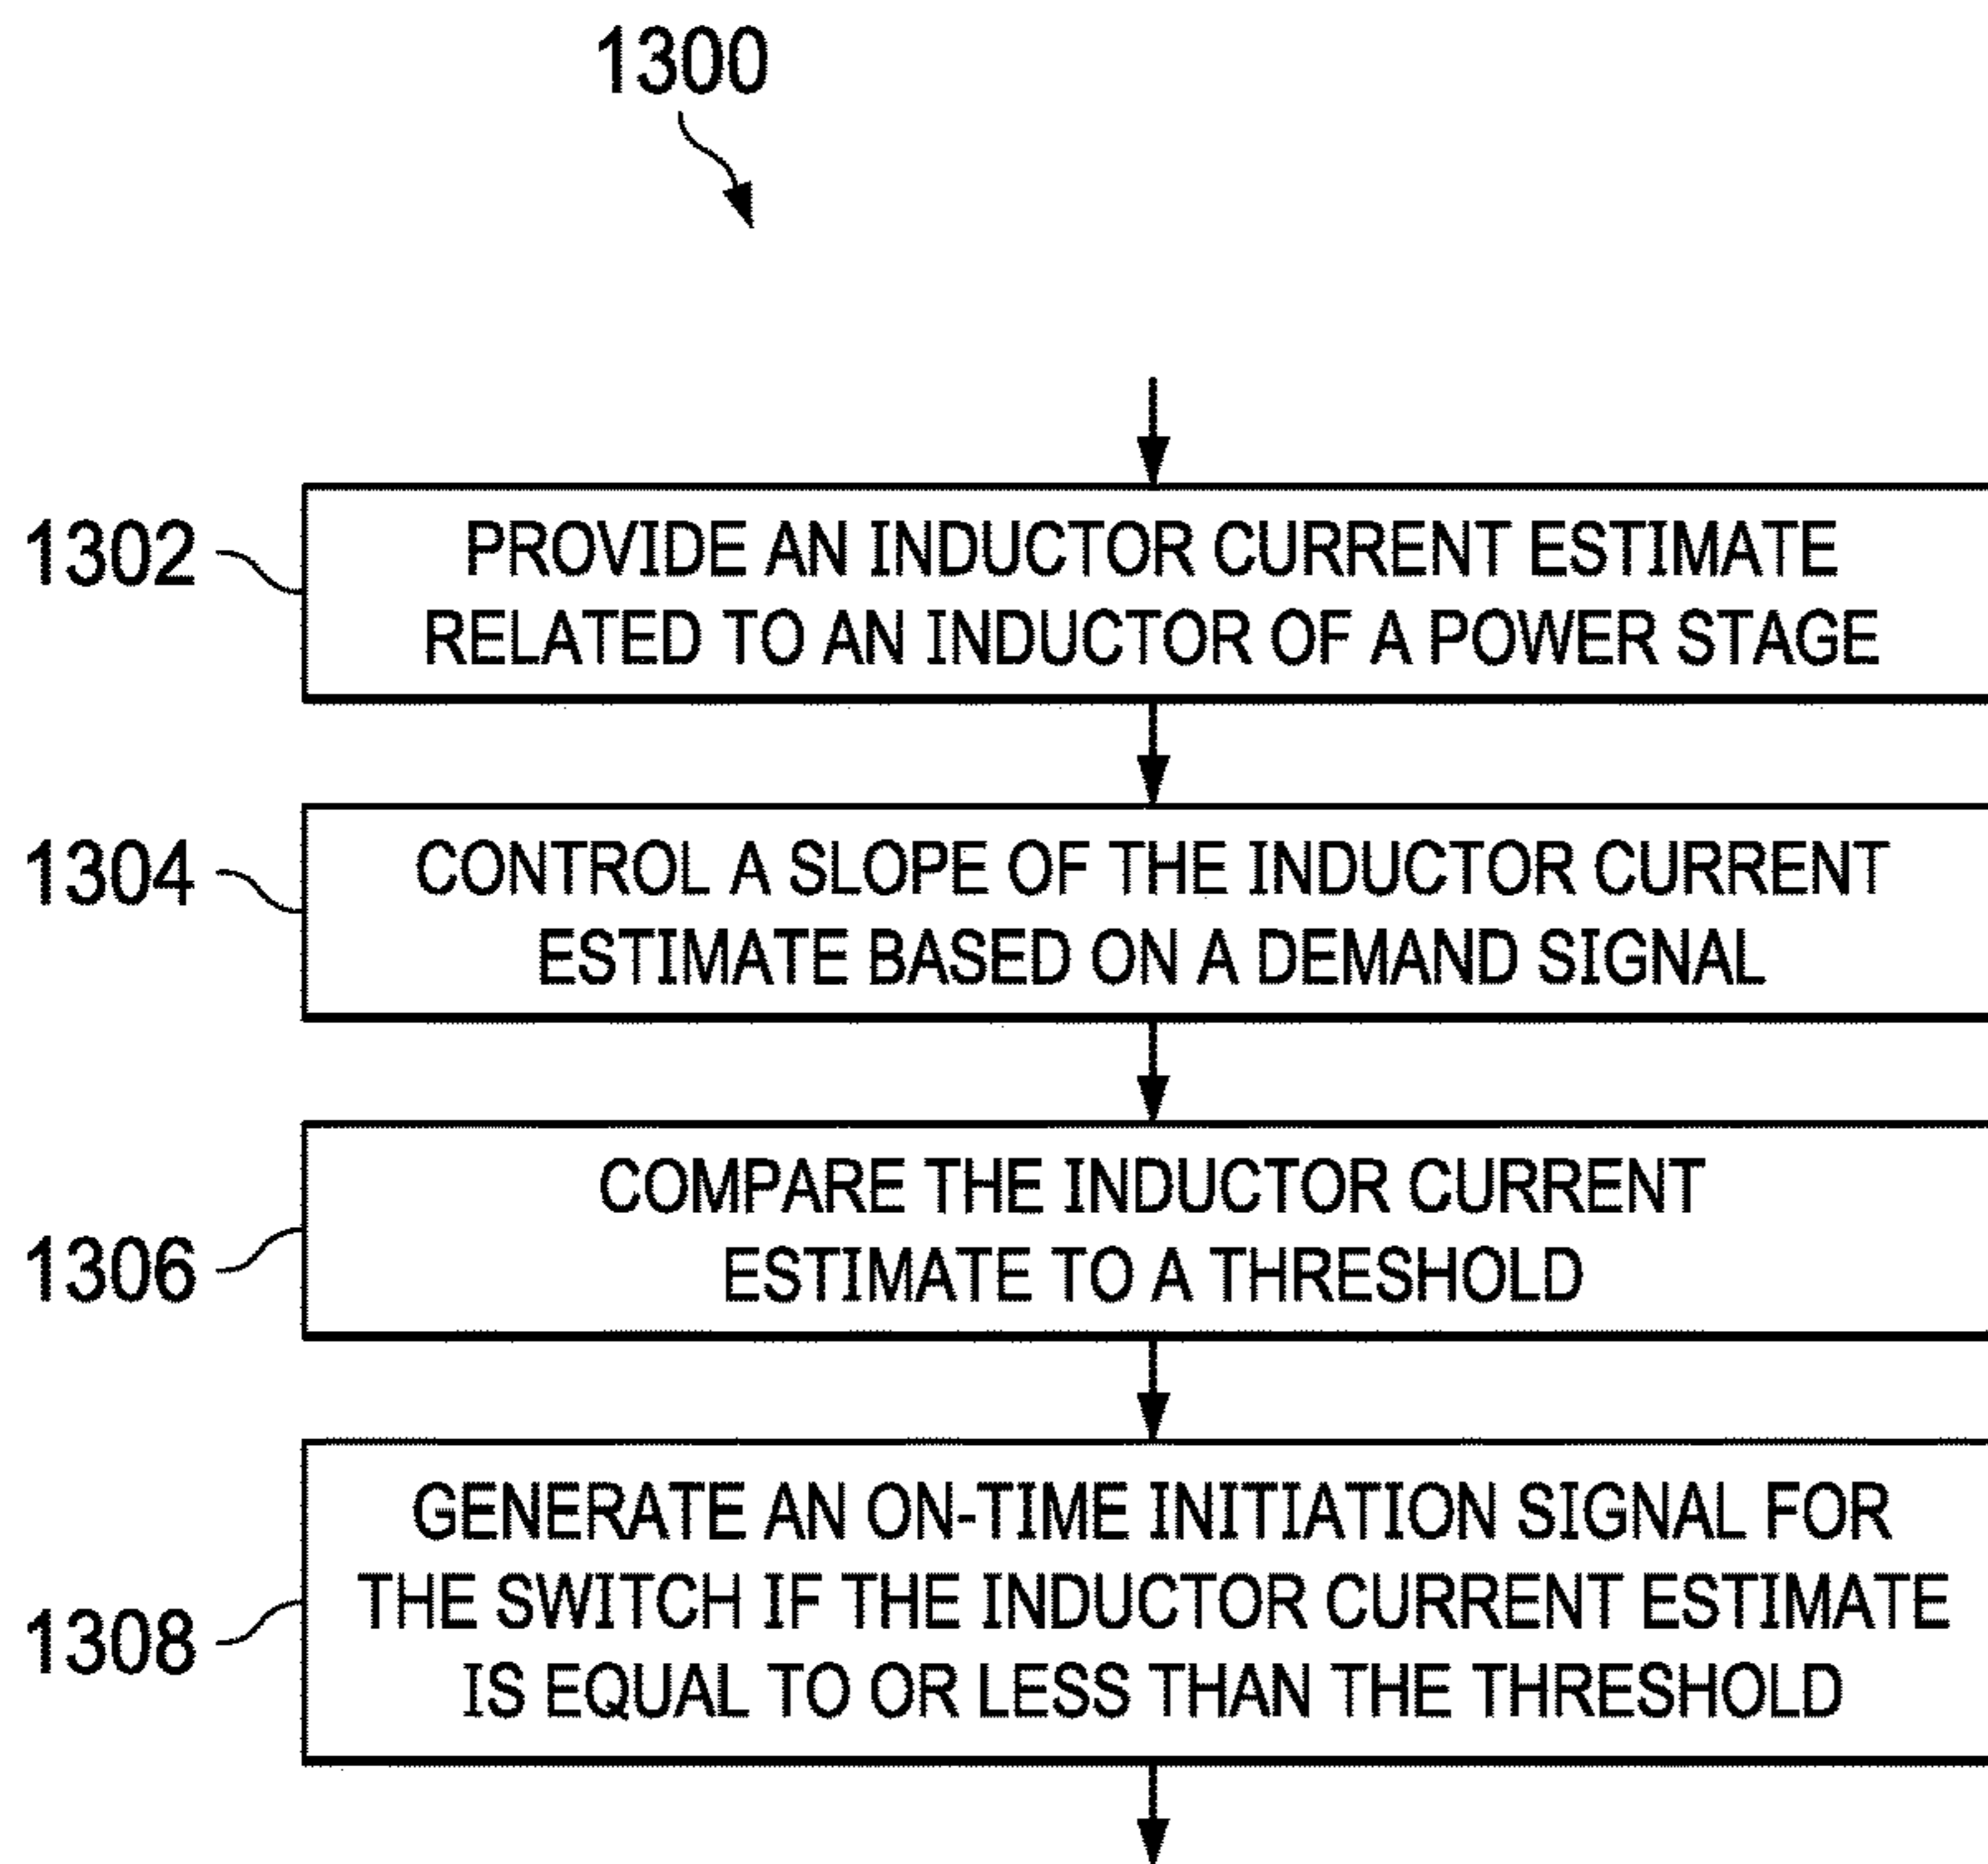 1300
1302
PROVIDE AN INDUCTOR CURRENT ESTIMATE
RELATED TO AN INDUCTOR OF A POWER STAGE
1304
CONTROL A SLOPE OF THE INDUCTOR CURRENT
ESTIMATE BASED ON A DEMAND SIGNAL
1306
COMPARE THE INDUCTOR CURRENT
ESTIMATE TO A THRESHOLD
1308
GENERATE AN ON-TIME INITIATION SIGNAL FOR
THE SWITCH IF THE INDUCTOR CURRENT ESTIMATE
IS EQUAL TO OR LESS THAN THE THRESHOLD